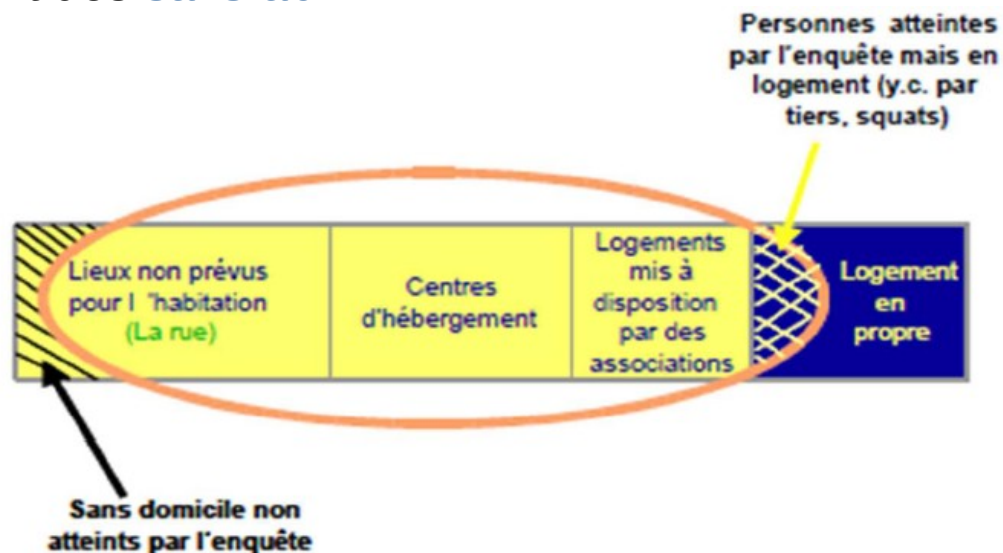 Personnes atteintes
par l'enquête mais en
logement (y.c. par
tiers, squats)
Lieux non prévus
pour l 'habitation
(La rue)
Centres
d'hébergement
Logements
mis à
disposition
par des
associations
Logement
en
propre
Sans domicile non
atteints par l'enquête